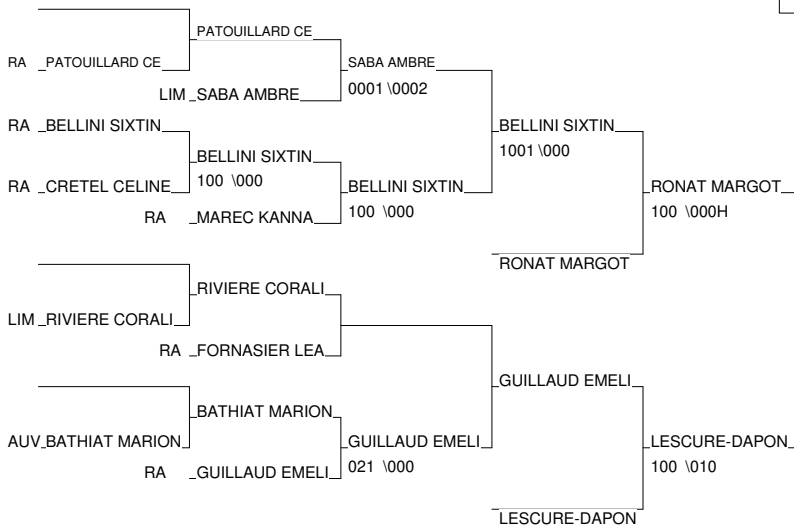 PATOUILLARD CE
RA PATOUILLARD CE
SABA AMBRE
0001 \0002
LIM SABA AMBRE
RA BELLINI SIXTIN
BELLINI SIXTIN
1001 \000
BELLINI SIXTIN
100 \000
RA CRETEL CELINE
BELLINI SIXTIN
100 \000
RONAT MARGOT
100 \000H
RA MAREC KANNA
RONAT MARGOT
RIVIERE CORALI
LIM RIVIERE CORALI
RA FORNASIER LEA
GUILLAUD EMELI
BATHIAT MARION
AUV BATHIAT MARION
GUILLAUD EMELI
021 \000
LESCURE-DAPON
100 \010
RA GUILLAUD EMELI
LESCURE-DAPON